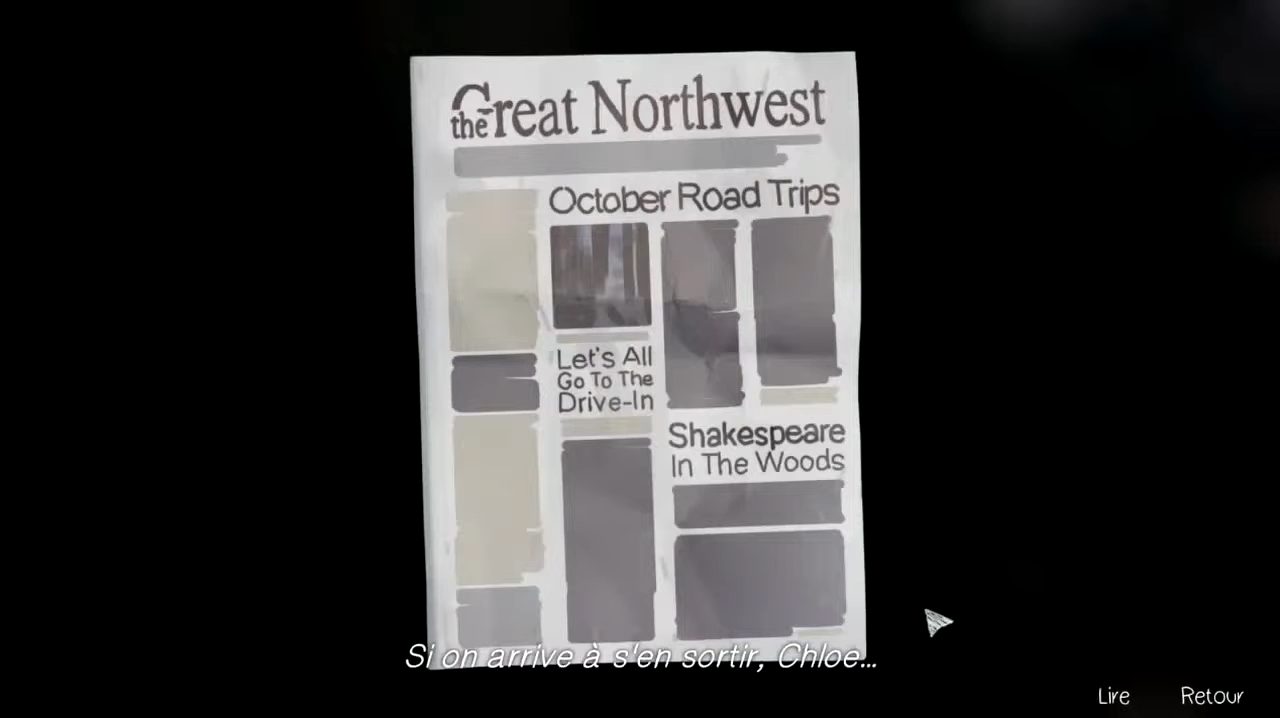 the Great Northwest
October Road Trips
Let's All
Go To The
Drive-In
Shakespeare
In The Woods
Si on arrive à s'en sortir, Chloe...
Lire Retour